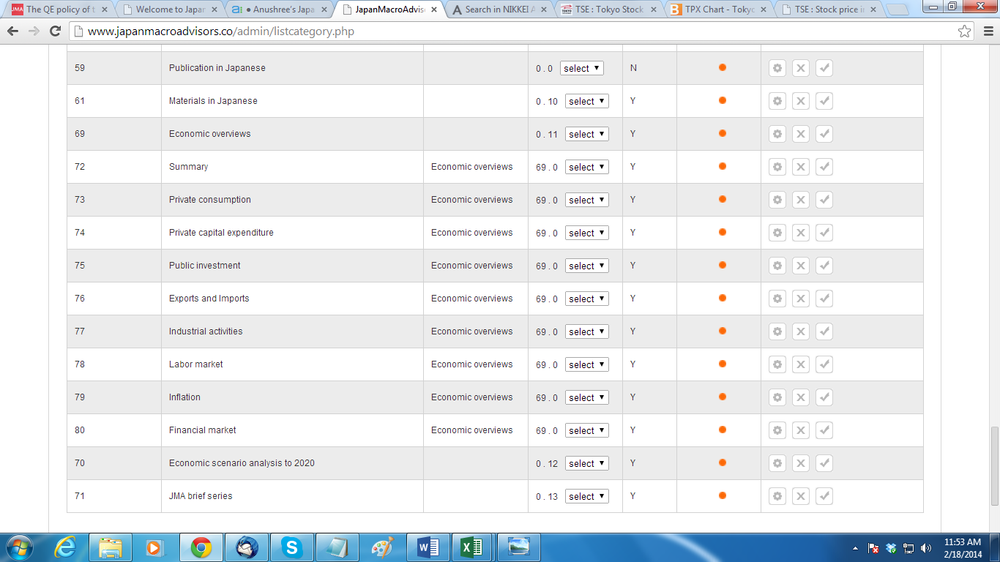 The QE policy of t
Welcome to Japan
Anushree's Japa
JapanMacroAdvis
Search in NIKKEI A
TSE : Tokyo Stock
TPX Chart - Tokyo
TSE : Stock price in
www.japanmacroadvisors.co/admin/listcategory.php
59 Publication in Japanese 0 . 0 select N
61 Materials in Japanese 0 . 10 select Y
69 Economic overviews 0 . 11 select Y
72 Summary Economic overviews 69 . 0 select Y
73 Private consumption Economic overviews 69 . 0 select Y
74 Private capital expenditure Economic overviews 69 . 0 select Y
75 Public investment Economic overviews 69 . 0 select Y
76 Exports and Imports Economic overviews 69 . 0 select Y
77 Industrial activities Economic overviews 69 . 0 select Y
78 Labor market Economic overviews 69 . 0 select Y
79 Inflation Economic overviews 69 . 0 select Y
80 Financial market Economic overviews 69 . 0 select Y
70 Economic scenario analysis to 2020 0 . 12 select Y
71 JMA brief series 0 . 13 select Y
11:53 AM
2/18/2014